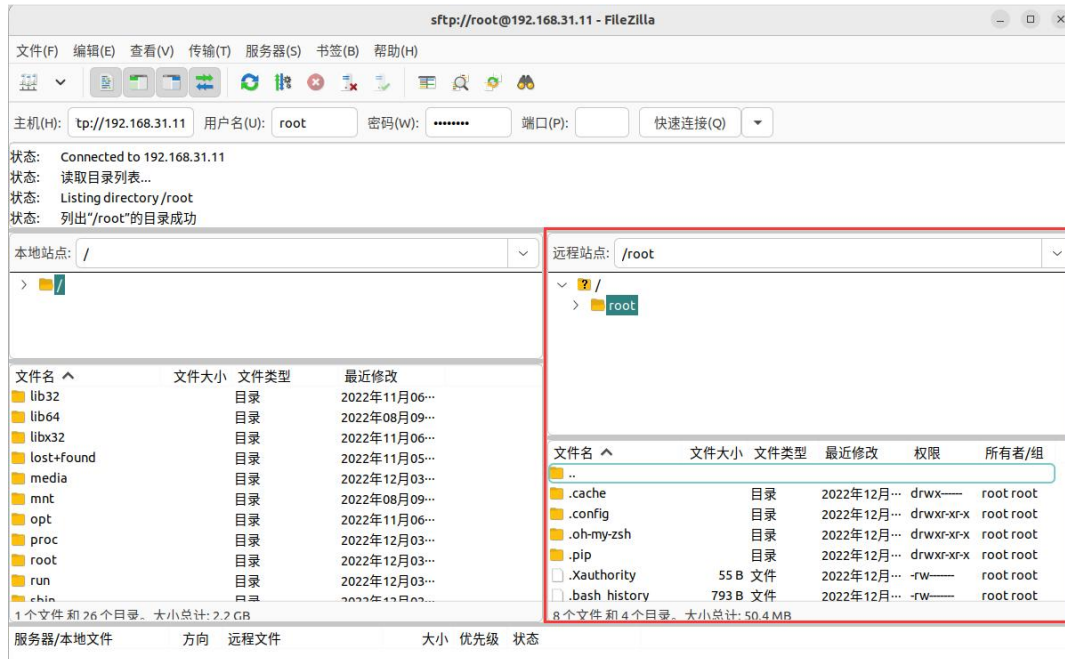 sftp://root@192.168.31.11 - FileZilla
文件(F) 编辑(E) 查看(V) 传输(T) 服务器(S) 书签(B) 帮助(H)
主机(H): tp://192.168.31.11 用户名(U): root 密码(W): •••••••• 端口(P): 快速连接(Q)
状态: Connected to 192.168.31.11
状态: 读取目录列表...
状态: Listing directory /root
状态: 列出"/root"的目录成功
本地站点: /
/
文件名 文件大小 文件类型 最近修改
lib32 目录 2022年11月06…
lib64 目录 2022年08月09…
libx32 目录 2022年11月06…
lost+found 目录 2022年11月05…
media 目录 2022年12月03…
mnt 目录 2022年08月09…
opt 目录 2022年11月06…
proc 目录 2022年12月03…
root 目录 2022年12月03…
run 目录 2022年12月03…
sbin 目录 2022年12月03…
1个文件 和 26个目录。大小总计: 2.2 GB
远程站点: /root
/
root
文件名 文件大小 文件类型 最近修改 权限 所有者/组
..
.cache 目录 2022年12月… drwx------ root root
.config 目录 2022年12月… drwxr-xr-x root root
.oh-my-zsh 目录 2022年12月… drwxr-xr-x root root
.pip 目录 2022年12月… drwxr-xr-x root root
.Xauthority 55 B 文件 2022年12月… -rw------- root root
.bash_history 793 B 文件 2022年12月… -rw------- root root
8个文件 和 4个目录。大小总计: 50.4 MB
服务器/本地文件 方向 远程文件 大小 优先级 状态